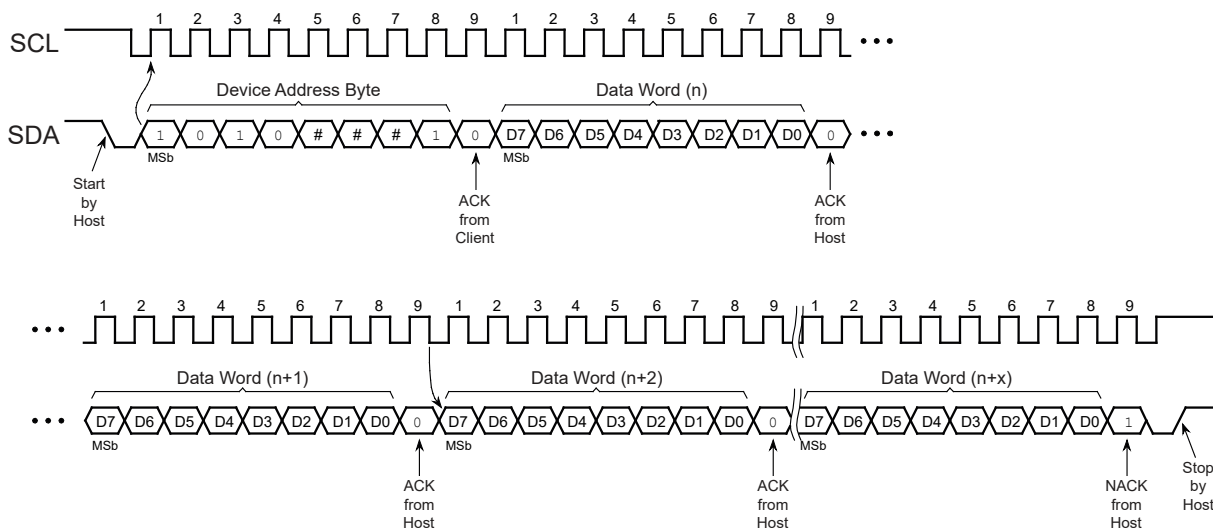 1 2 3 4 5 6 7 8 9 1 2 3 4 5 6 7 8 9
SCL
Device Address Byte Data Word (n)
SDA 1 0 1 0 # # # 1 0 D7 D6 D5 D4 D3 D2 D1 D0 0
MSb MSb
Start
by
Host
ACK
from
Client
ACK
from
Host
1 2 3 4 5 6 7 8 9 1 2 3 4 5 6 7 8 9 1 2 3 4 5 6 7 8 9
Data Word (n+1) Data Word (n+2) Data Word (n+x)
D7 D6 D5 D4 D3 D2 D1 D0 0 D7 D6 D5 D4 D3 D2 D1 D0 0 D7 D6 D5 D4 D3 D2 D1 D0 1
MSb MSb MSb
ACK
from
Host
ACK
from
Host
NACK
from
Host
Stop
by
Host